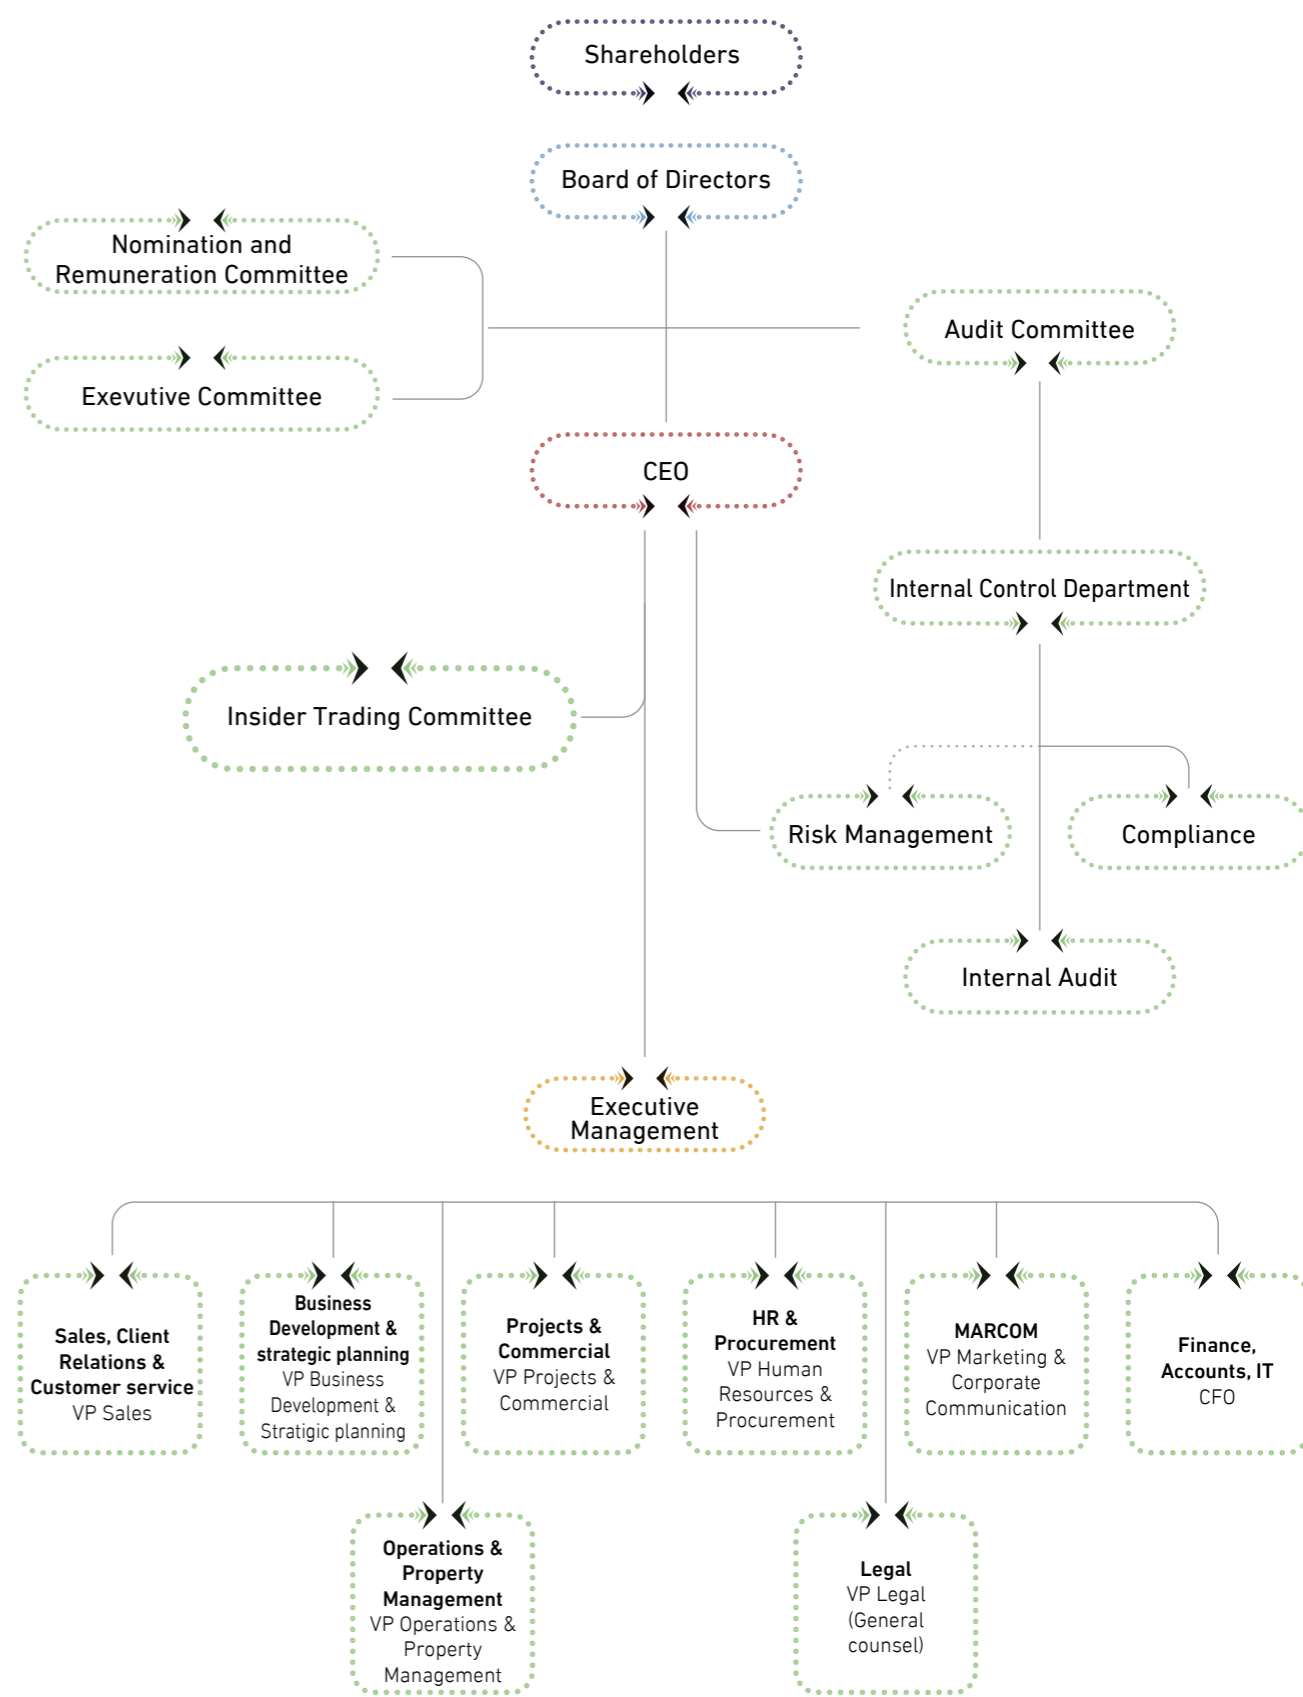 Shareholders
Board of Directors
Nomination and
Remuneration Committee
Audit Committee
Exevutive Committee
CEO
Internal Control Department
Insider Trading Committee
Risk Management
Compliance
Internal Audit
Executive
Management
Sales, Client
Relations &
Customer service
VP Sales
Business
Development &
strategic planning
VP Business
Development &
Stratigic planning
Projects &
Commercial
VP Projects &
Commercial
HR &
Procurement
VP Human
Resources &
Procurement
MARCOM
VP Marketing &
Corporate
Communication
Finance,
Accounts, IT
CFO
Operations &
Property
Management
VP Operations &
Property
Management
Legal
VP Legal
(General
counsel)